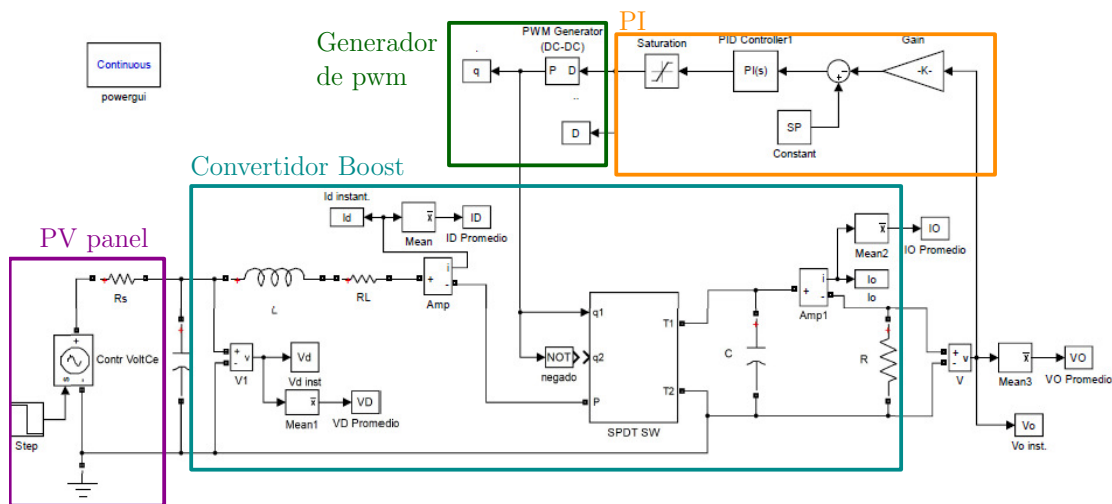 Generador
de pwm
PI
PWM Generator
(DC-DC)
Saturation
PID Controller1
Gain
Continuous
powergui
q
P D
PI(s)
-K-
D
SP
Constant
Convertidor Boost
Id instant.
Id
x
Mean
ID
ID Promedio
x
Mean2
IO
IO Promedio
PV panel
Rs
L
RL
+
i
-
Amp
+
i
-
Amp1
Io
Io
q1
T1
NOT
negado
q2
C
R
Contr VoltCe
s
+
-
v
V1
Vd
Vd inst
x
Mean1
VD
VD Promedio
P
T2
SPDT SW
+
-
v
V
x
Mean3
VO
VO Promedio
Step
Vo
Vo inst.